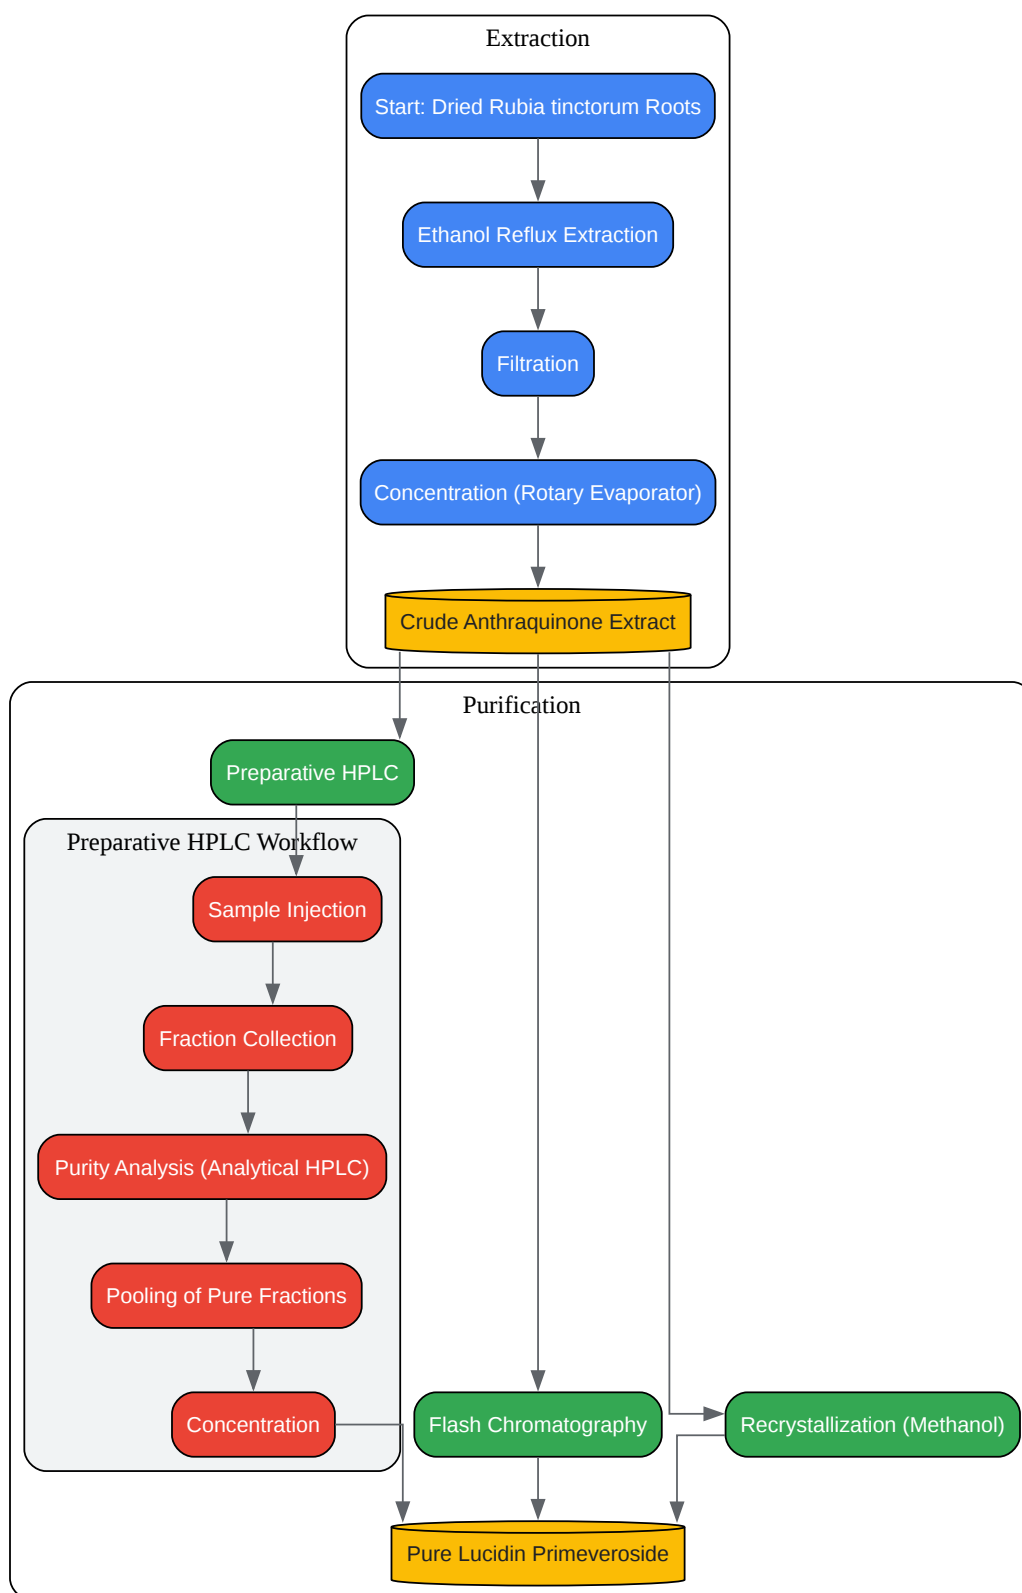 Extraction
Start: Dried Rubia tinctorum Roots
Ethanol Reflux Extraction
Filtration
Concentration (Rotary Evaporator)
Crude Anthraquinone Extract
Purification
Preparative HPLC
Preparative HPLC Workflow
Sample Injection
Fraction Collection
Purity Analysis (Analytical HPLC)
Pooling of Pure Fractions
Concentration
Flash Chromatography
Recrystallization (Methanol)
Pure Lucidin Primeveroside